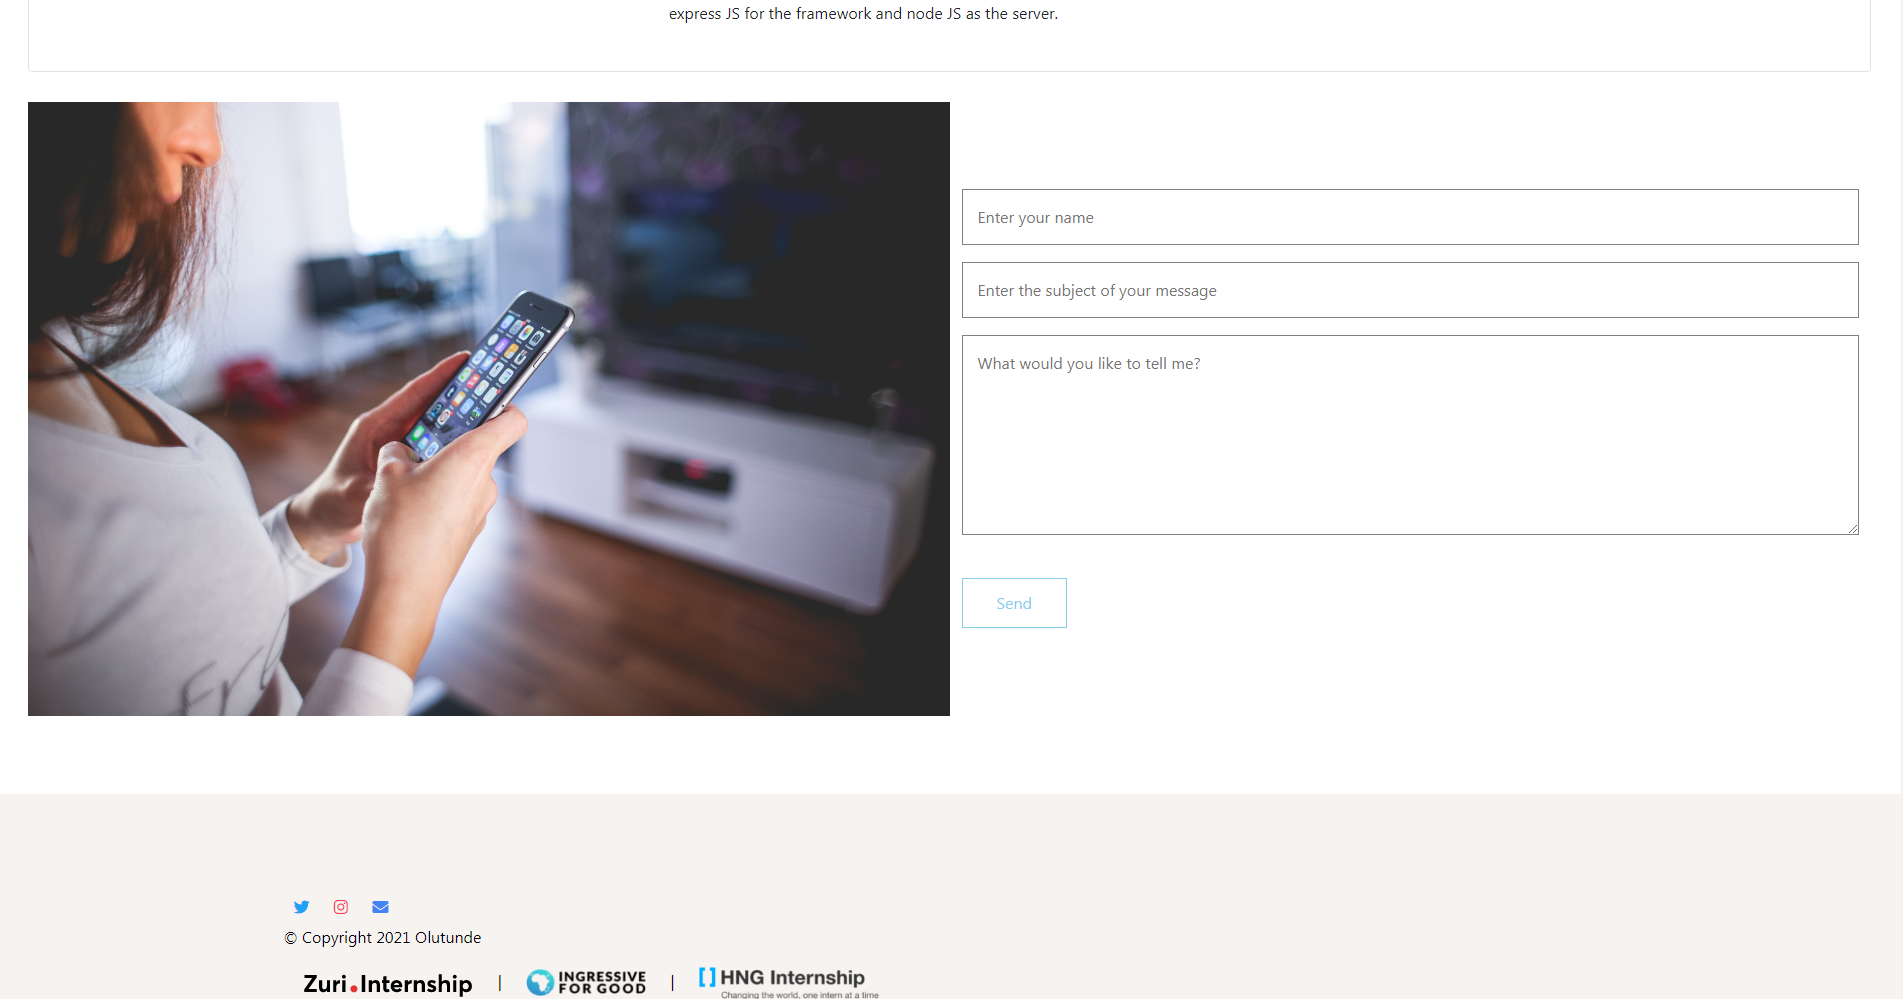 express JS for the framework and node JS as the server.
Enter your name
Enter the subject of your message
What would you like to tell me?
Send
© Copyright 2021 Olutunde
Zuri.Internship | INGRESSIVE FOR GOOD | [] HNG Internship
Changing the world, one intern at a time